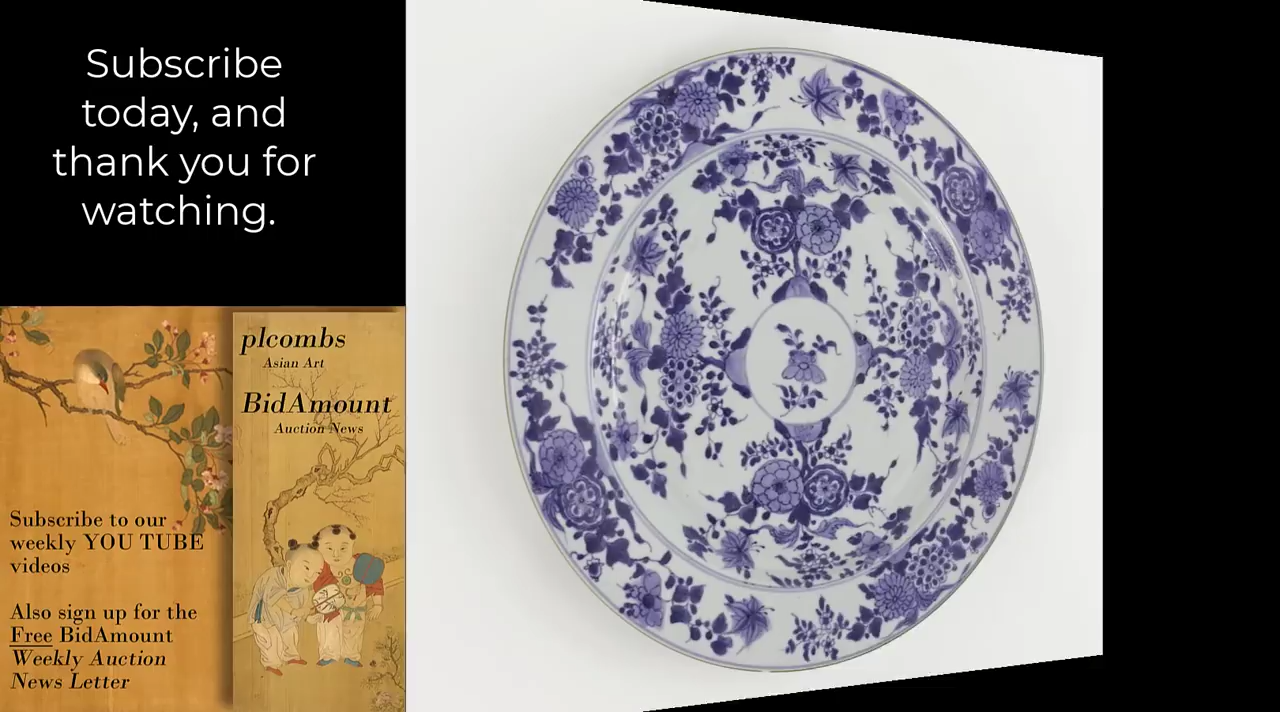 Subscribe
today, and
thank you for
watching.
plcombs
Asian Art
BidAmount
Auction News
Subscribe to our
weekly YOU TUBE
videos
Also sign up for the
Free BidAmount
Weekly Auction
News Letter